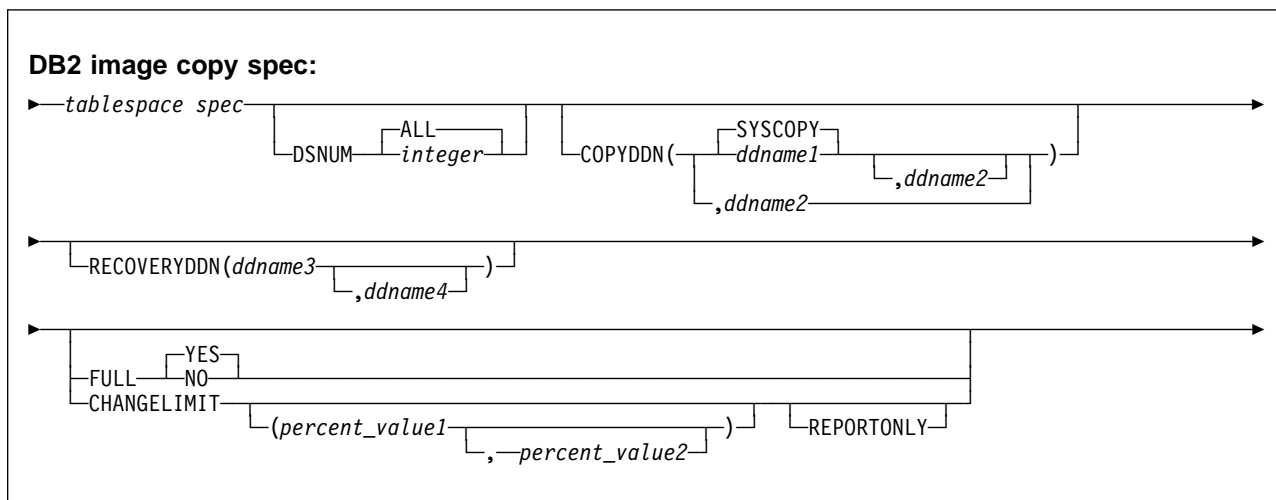 DB2 image copy spec:
tablespace spec
ALL
DSNUM integer
SYSCOPY
COPYDDN( ddname1 )
,ddname2
,ddname2
RECOVERYDDN(ddname3 )
,ddname4
YES
FULL NO
CHANGELIMIT
(percent_value1 ) REPORTONLY
, percent_value2